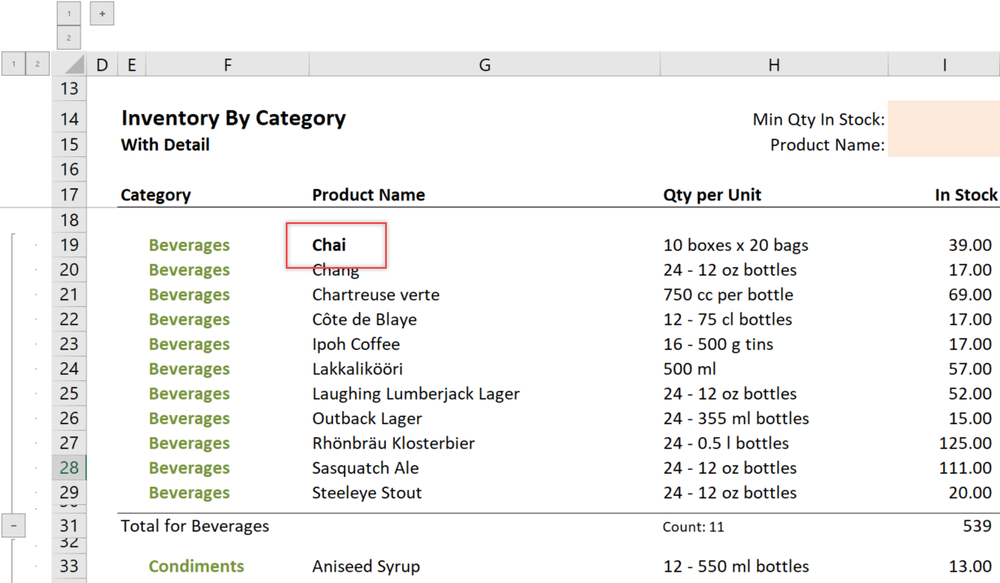 1 +
2
1 2 D E F G H I
13
14 Inventory By Category Min Qty In Stock:
15 With Detail Product Name:
16
17 Category Product Name Qty per Unit In Stock
18
19 Beverages Chai 10 boxes x 20 bags 39.00
20 Beverages Chang 24 - 12 oz bottles 17.00
21 Beverages Chartreuse verte 750 cc per bottle 69.00
22 Beverages Côte de Blaye 12 - 75 cl bottles 17.00
23 Beverages Ipoh Coffee 16 - 500 g tins 17.00
24 Beverages Lakkalikööri 500 ml 57.00
25 Beverages Laughing Lumberjack Lager 24 - 12 oz bottles 52.00
26 Beverages Outback Lager 24 - 355 ml bottles 15.00
27 Beverages Rhönbräu Klosterbier 24 - 0.5 l bottles 125.00
28 Beverages Sasquatch Ale 24 - 12 oz bottles 111.00
29 Beverages Steeleye Stout 24 - 12 oz bottles 20.00
30
- 31 Total for Beverages Count: 11 539
32
33 Condiments Aniseed Syrup 12 - 550 ml bottles 13.00